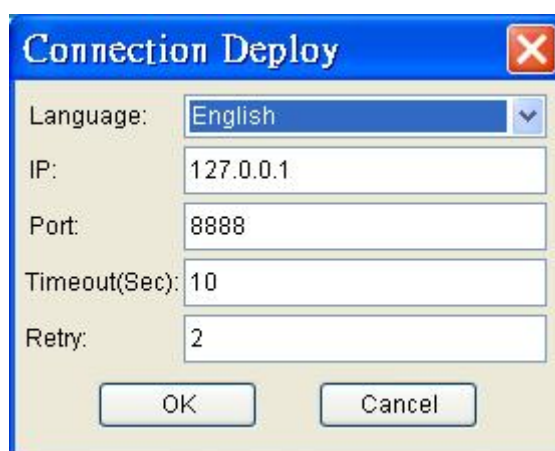 Connection Deploy
Language: English
IP: 127.0.0.1
Port: 8888
Timeout(Sec): 10
Retry: 2
OK Cancel